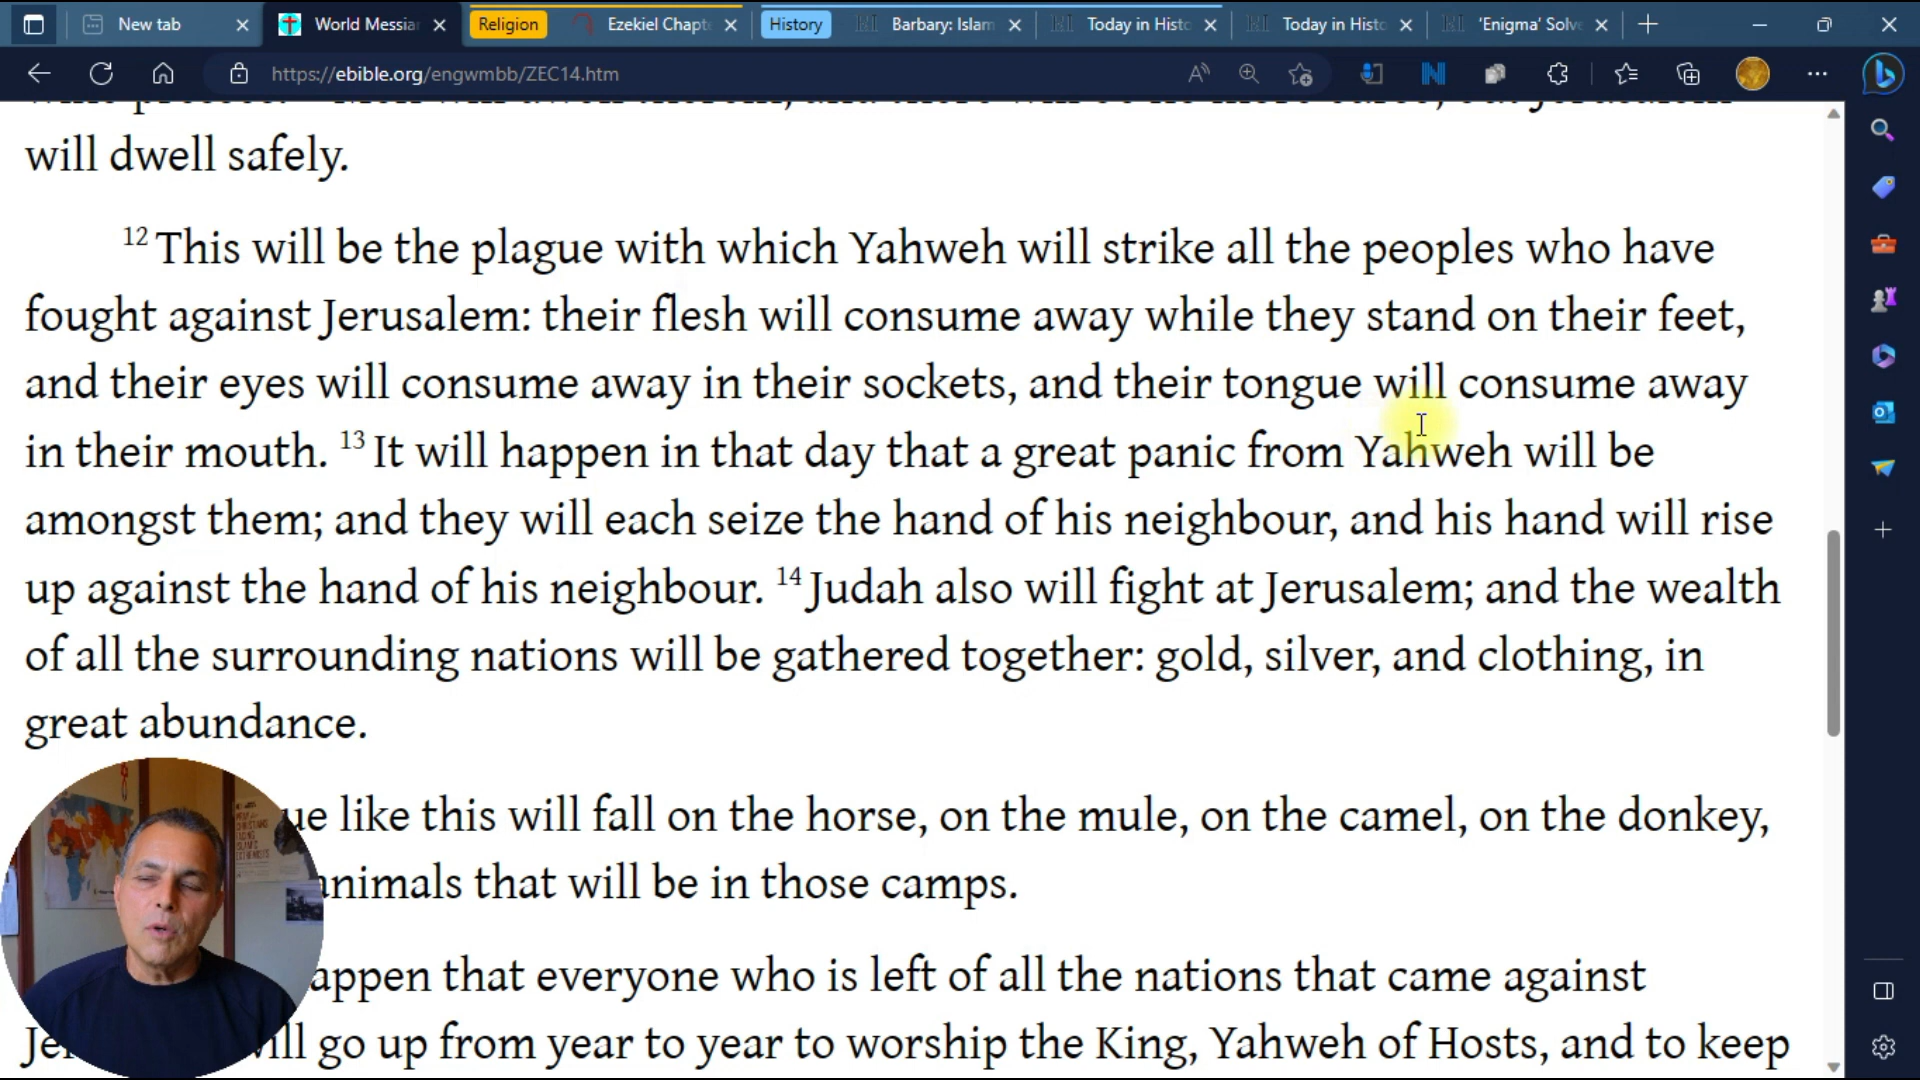 New tab
World Messia
Religion
Ezekiel Chapt
History
Barbary: Islam
Today in Histo
Today in Histo
'Enigma' Solv
https://ebible.org/engwmbb/ZEC14.htm
will dwell safely.
12 This will be the plague with which Yahweh will strike all the peoples who have
fought against Jerusalem: their flesh will consume away while they stand on their feet,
and their eyes will consume away in their sockets, and their tongue will consume away
in their mouth. 13 It will happen in that day that a great panic from Yahweh will be
amongst them; and they will each seize the hand of his neighbour, and his hand will rise
up against the hand of his neighbour. 14 Judah also will fight at Jerusalem; and the wealth
of all the surrounding nations will be gathered together: gold, silver, and clothing, in
great abundance.
ue like this will fall on the horse, on the mule, on the camel, on the donkey,
animals that will be in those camps.
appen that everyone who is left of all the nations that came against
Je will go up from year to year to worship the King, Yahweh of Hosts, and to keep